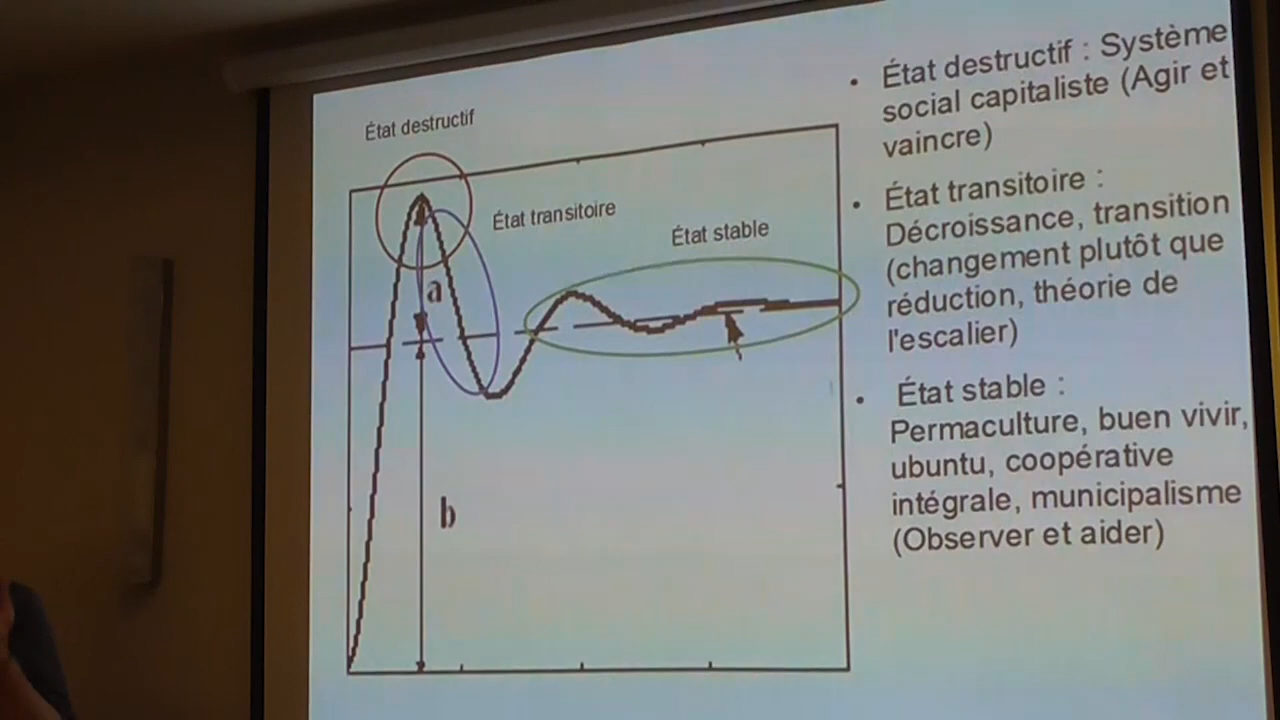 État destructif
État transitoire
État stable
a
b
• État destructif : Système
social capitaliste (Agir et
vaincre)
• État transitoire :
Décroissance, transition
(changement plutôt que
réduction, théorie de
l'escalier)
• État stable :
Permaculture, buen vivir,
ubuntu, coopérative
intégrale, municipalisme
(Observer et aider)